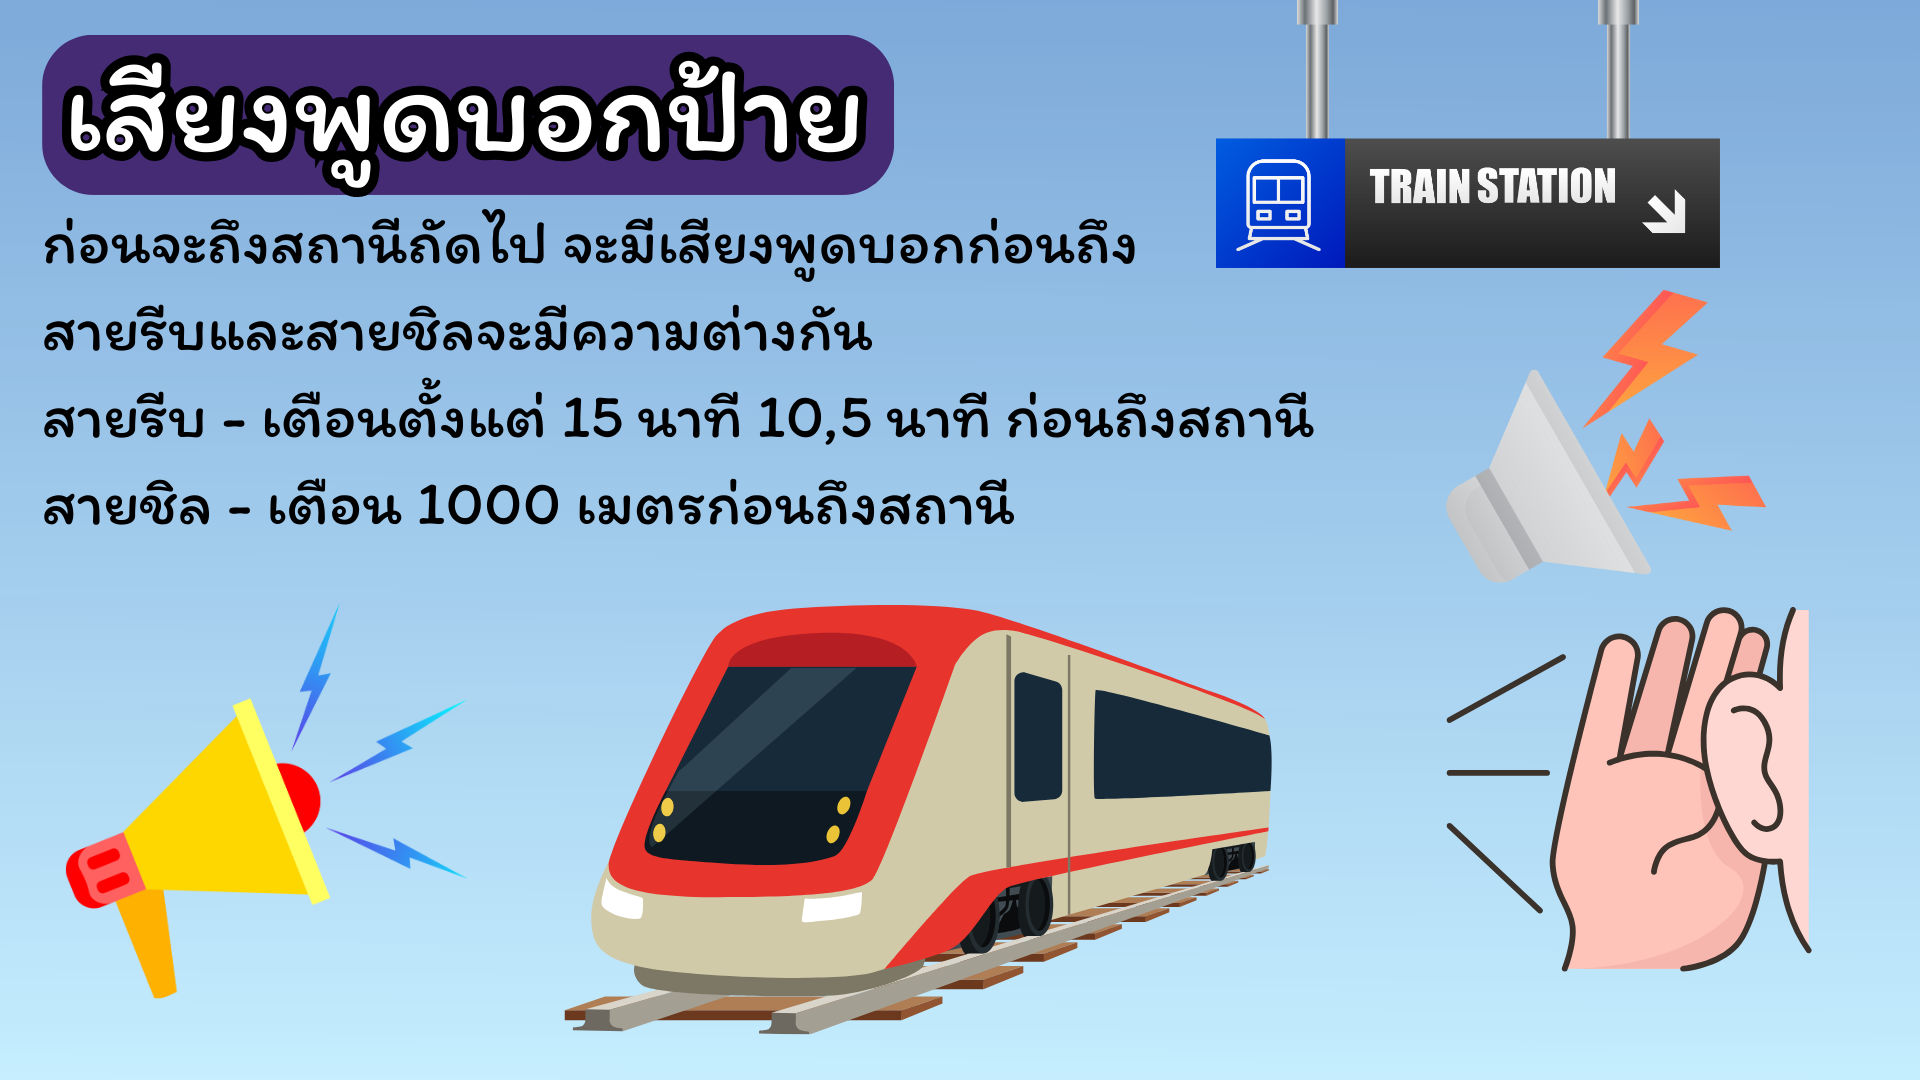 เสียงพูดบอกป้าย
TRAIN STATION
ก่อนจะถึงสถานีถัดไป จะมีเสียงพูดบอกก่อนถึง
สายรีบและสายชิลจะมีความต่างกัน
สายรีบ - เตือนตั้งแต่ 15 นาที 10,5 นาที ก่อนถึงสถานี
สายชิล - เตือน 1000 เมตรก่อนถึงสถานี